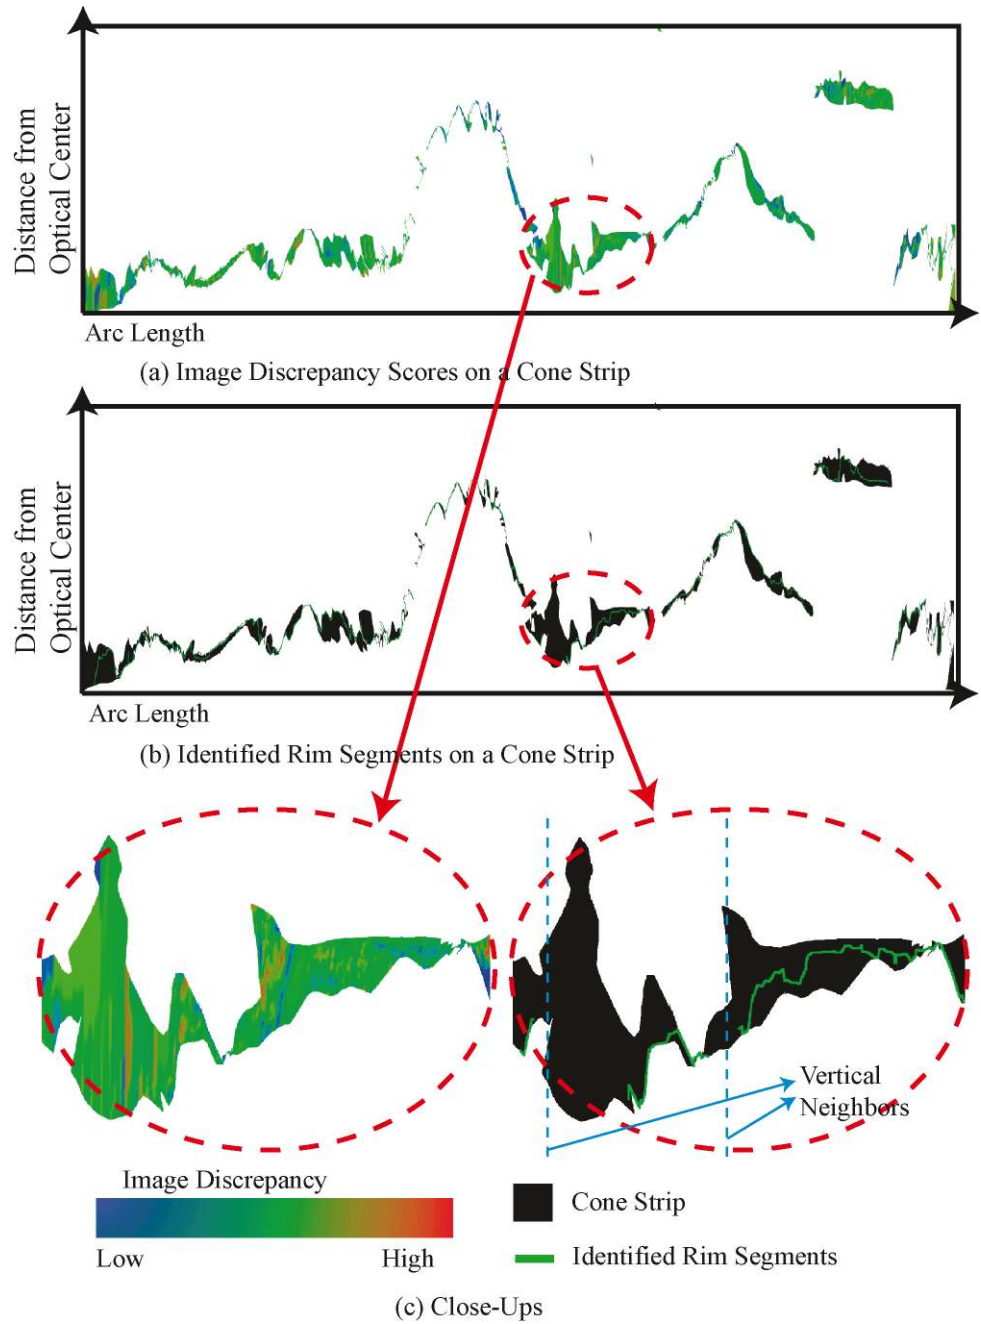 Distance from
Optical Center
Arc Length
(a) Image Discrepancy Scores on a Cone Strip
Distance from
Optical Center
Arc Length
(b) Identified Rim Segments on a Cone Strip
Vertical
Neighbors
Image Discrepancy
Low
High
Cone Strip
Identified Rim Segments
(c) Close-Ups